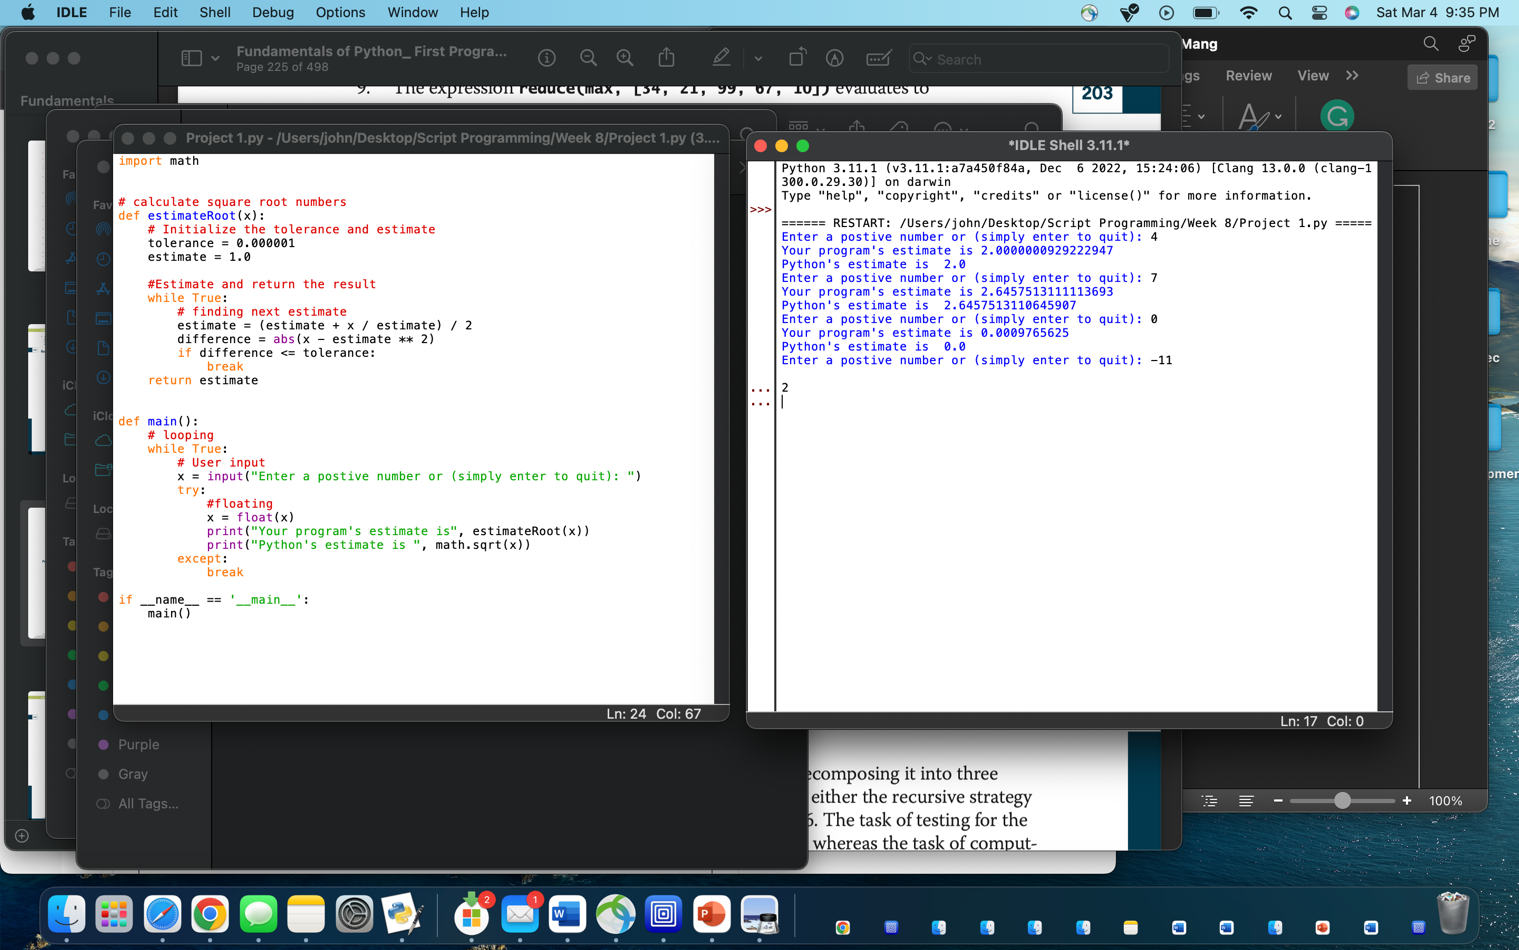 IDLE File Edit Shell Debug Options Window Help
Sat Mar 4 9:35 PM
Fundamentals of Python_ First Progra...
Page 225 of 498
Search
Mang
Review View
Share
Fundamentals
9. The expression reduce(max, [34, 21, 99, 67, 10]) evaluates to
203
Project 1.py - /Users/john/Desktop/Script Programming/Week 8/Project 1.py (3....
import math
# calculate square root numbers
def estimateRoot(x):
# Initialize the tolerance and estimate
tolerance = 0.000001
estimate = 1.0
#Estimate and return the result
while True:
# finding next estimate
estimate = (estimate + x / estimate) / 2
difference = abs(x - estimate ** 2)
if difference <= tolerance:
break
return estimate
def main():
# looping
while True:
# User input
x = input("Enter a postive number or (simply enter to quit): ")
try:
#floating
x = float(x)
print("Your program's estimate is", estimateRoot(x))
print("Python's estimate is ", math.sqrt(x))
except:
break
if __name__ == '__main__':
main()
Ln: 24 Col: 67
*IDLE Shell 3.11.1*
Python 3.11.1 (v3.11.1:a7a450f84a, Dec  6 2022, 15:24:06) [Clang 13.0.0 (clang-1
300.0.29.30)] on darwin
Type "help", "copyright", "credits" or "license()" for more information.
>>>
====== RESTART: /Users/john/Desktop/Script Programming/Week 8/Project 1.py =====
Enter a postive number or (simply enter to quit): 4
Your program's estimate is 2.0000000929222947
Python's estimate is  2.0
Enter a postive number or (simply enter to quit): 7
Your program's estimate is 2.6457513111113693
Python's estimate is  2.6457513110645907
Enter a postive number or (simply enter to quit): 0
Your program's estimate is 0.0009765625
Python's estimate is  0.0
Enter a postive number or (simply enter to quit): -11
... 2
...
Ln: 17 Col: 0
Purple
Gray
All Tags...
ecomposing it into three
either the recursive strategy
6. The task of testing for the
whereas the task of comput-
100%
2
1